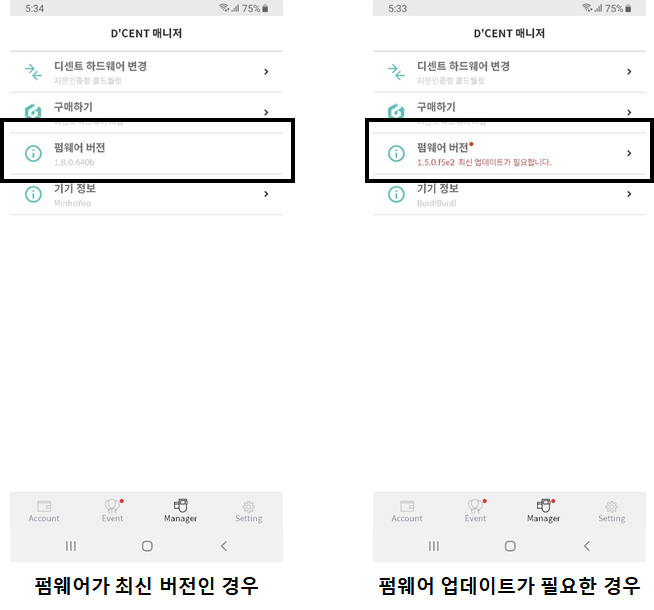 5:34 75%
D'CENT 매니저
디센트 하드웨어 변경
지문인증형 콜드월렛
구매하기
펌웨어 버전
1.8.0.640b
기기 정보
MinhoYoo
Account Event Manager Setting
펌웨어가 최신 버전인 경우
5:33 75%
D'CENT 매니저
디센트 하드웨어 변경
지문인증형 콜드월렛
구매하기
펌웨어 버전
1.5.0.f5e2 최신 업데이트가 필요합니다.
기기 정보
BuidlBuidl
Account Event Manager Setting
펌웨어 업데이트가 필요한 경우